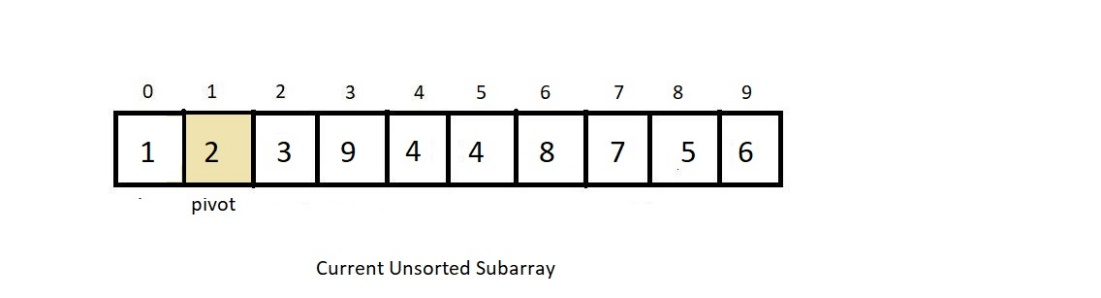 0 1 2 3 4 5 6 7 8 9
1 2 3 9 4 4 8 7 5 6
pivot
Current Unsorted Subarray